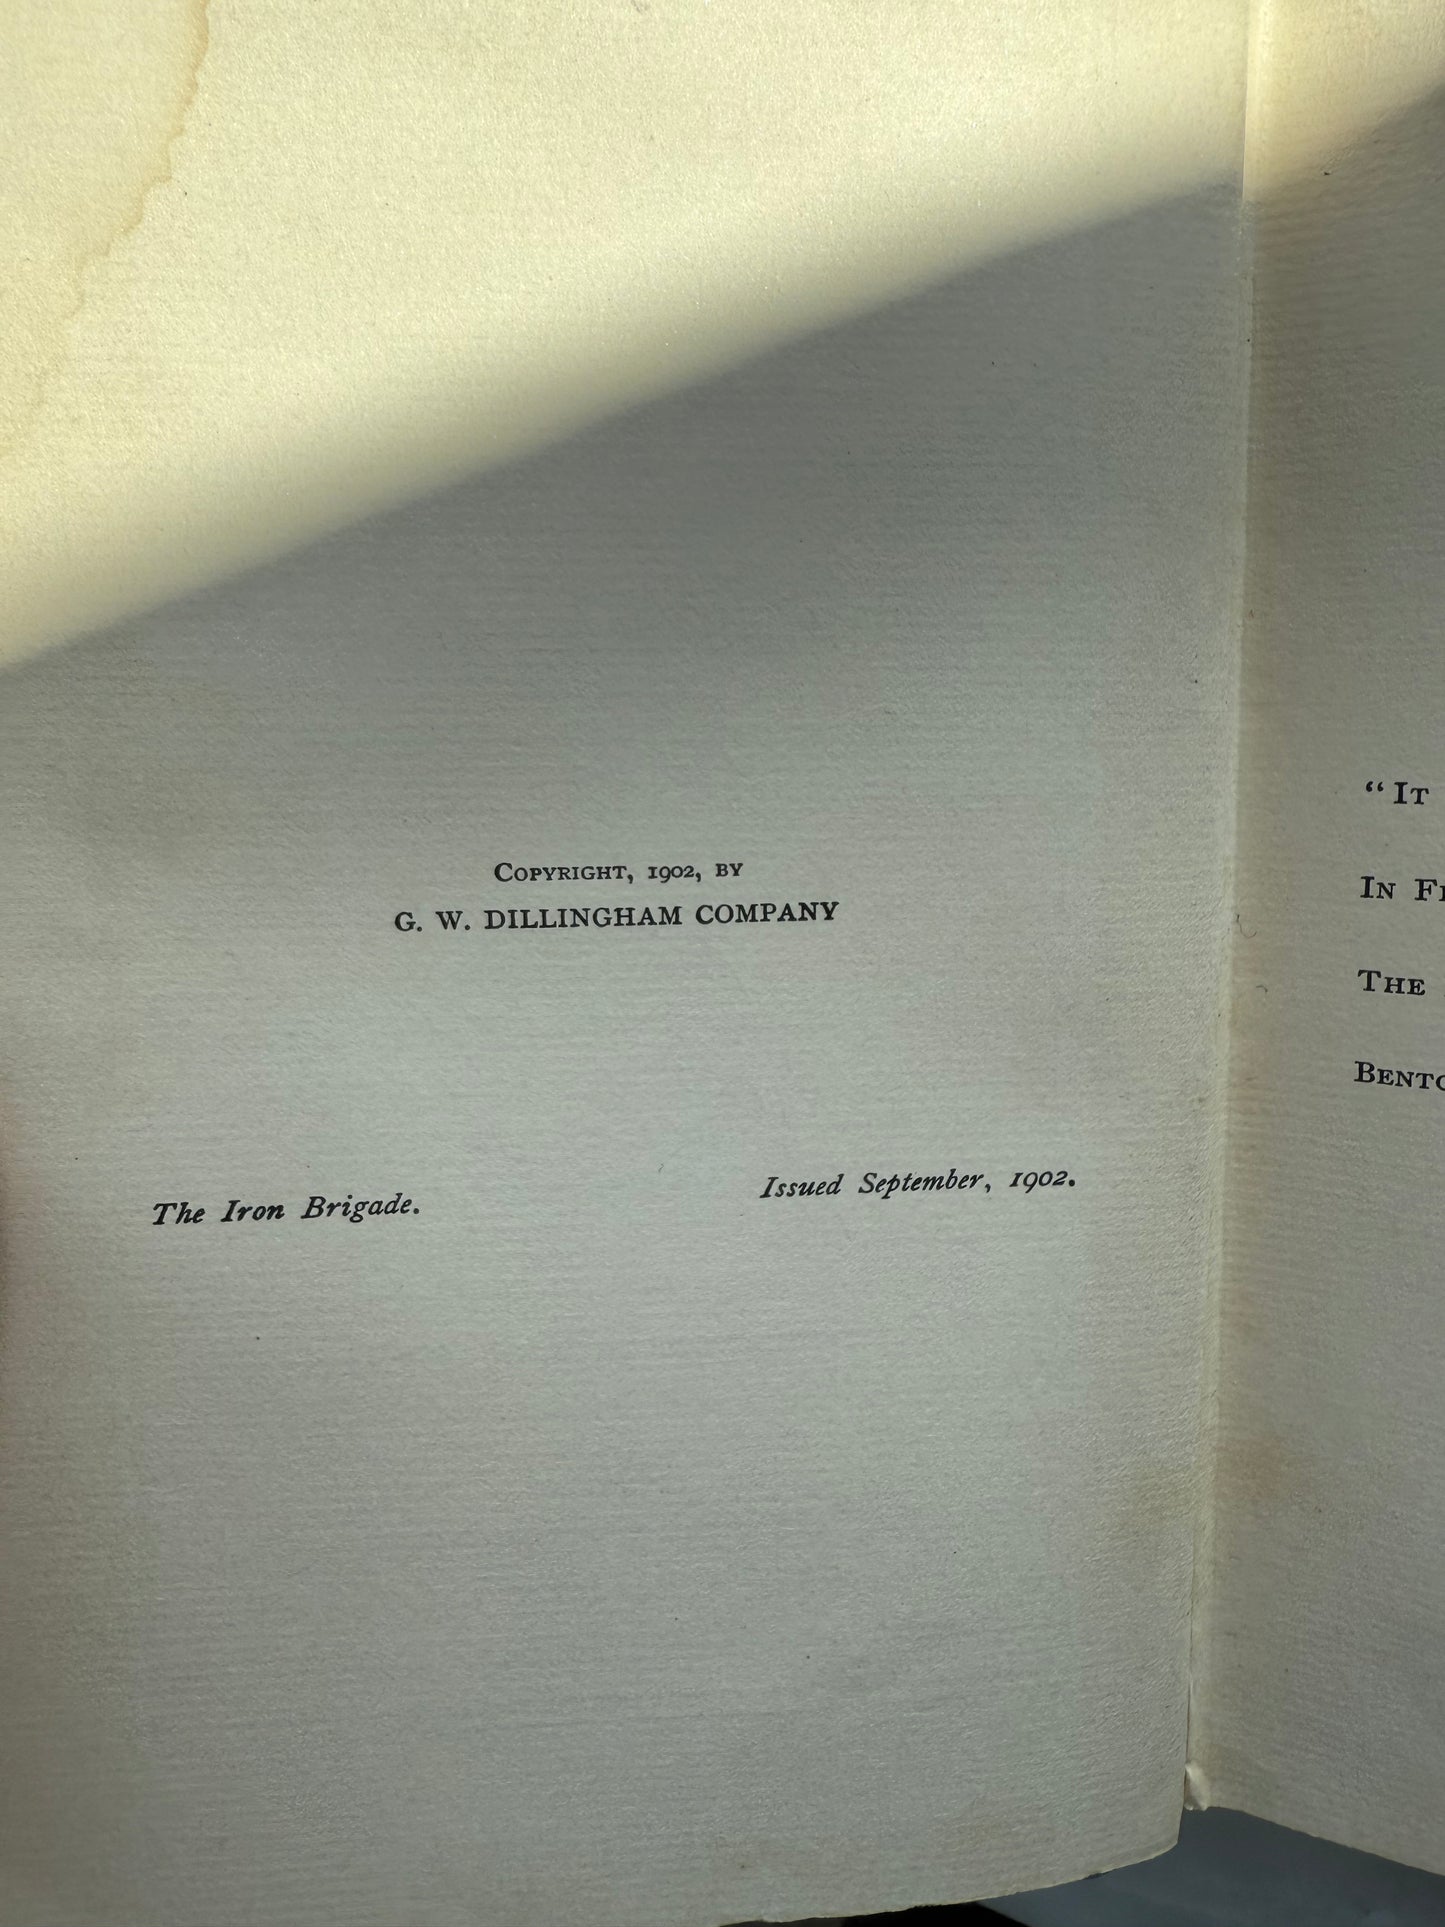 Copyright, 1902, by
G. W. DILLINGHAM COMPANY
The Iron Brigade.
Issued September, 1902.
"It
In
The